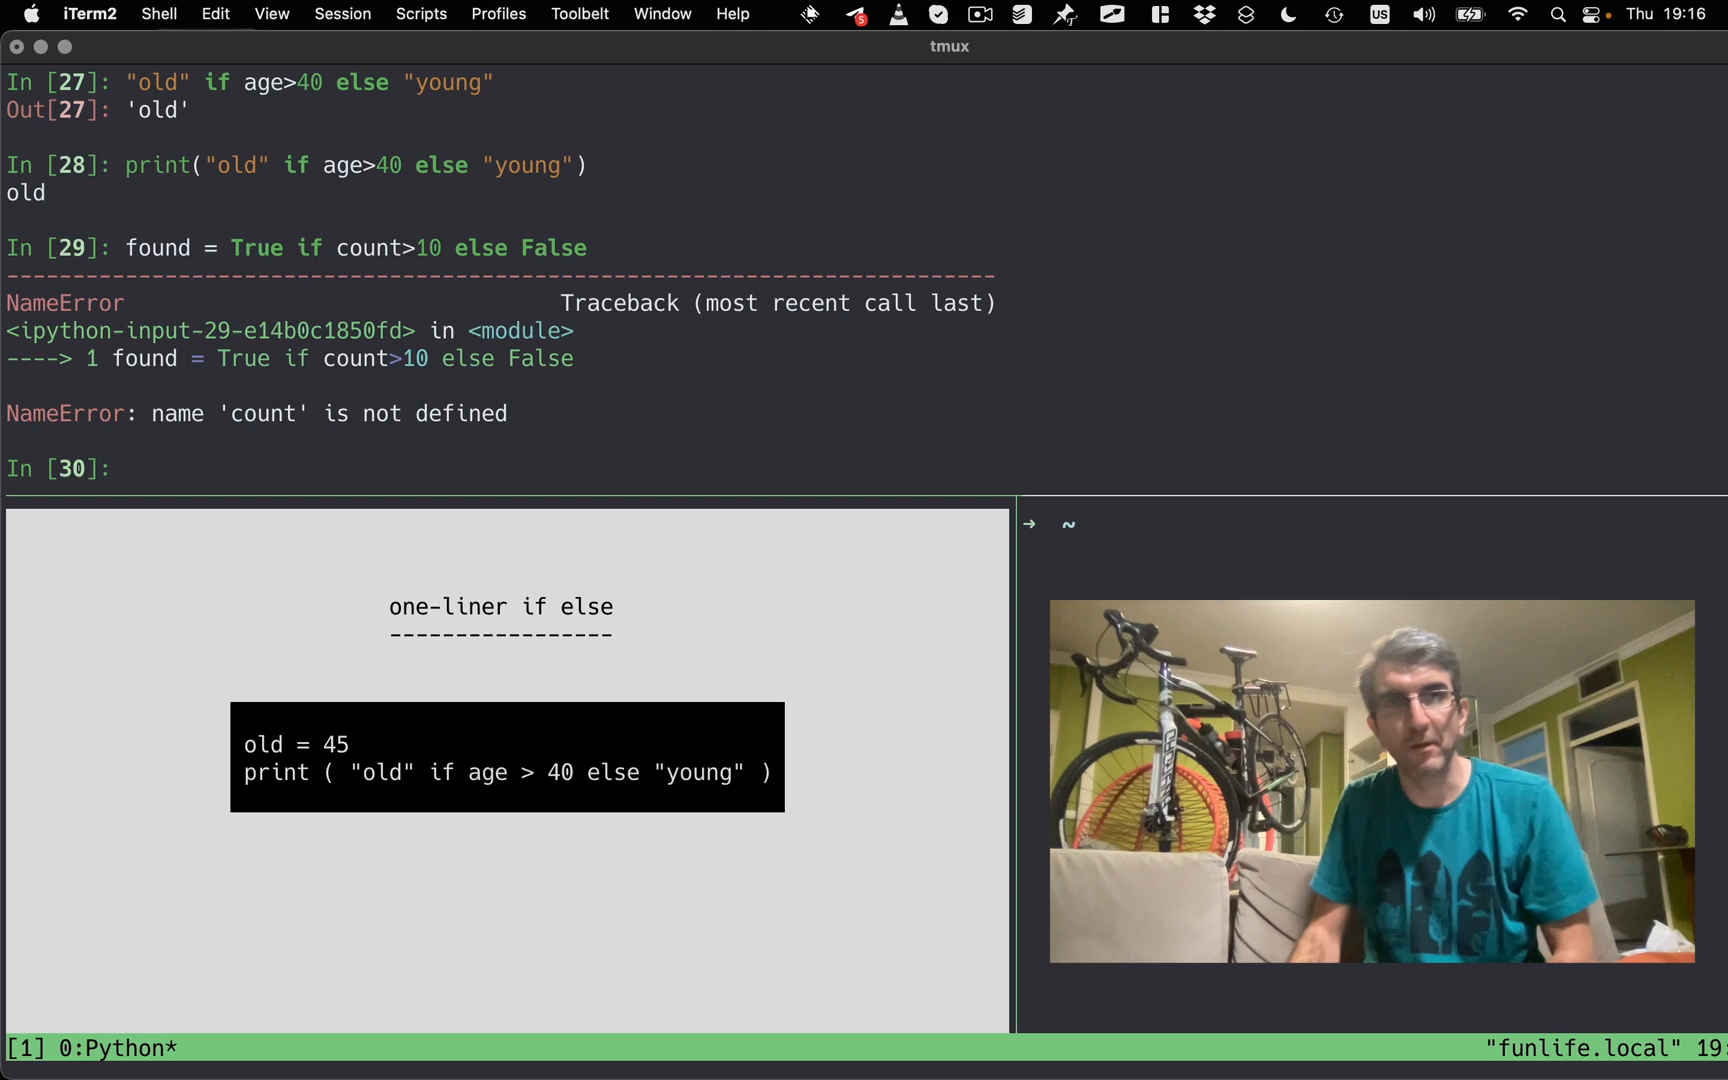 iTerm2 Shell Edit View Session Scripts Profiles Toolbelt Window Help 5 US Thu 19:16
tmux
In [27]: "old" if age>40 else "young"
Out[27]: 'old'
In [28]: print("old" if age>40 else "young")
old
In [29]: found = True if count>10 else False
---------------------------------------------------------------------------
NameError Traceback (most recent call last)
<ipython-input-29-e14b0c1850fd> in <module>
----> 1 found = True if count>10 else False
NameError: name 'count' is not defined
In [30]:
one-liner if else
-----------------
old = 45
print ( "old" if age > 40 else "young" )
→ ~
[1] 0:Python* "funlife.local" 19: